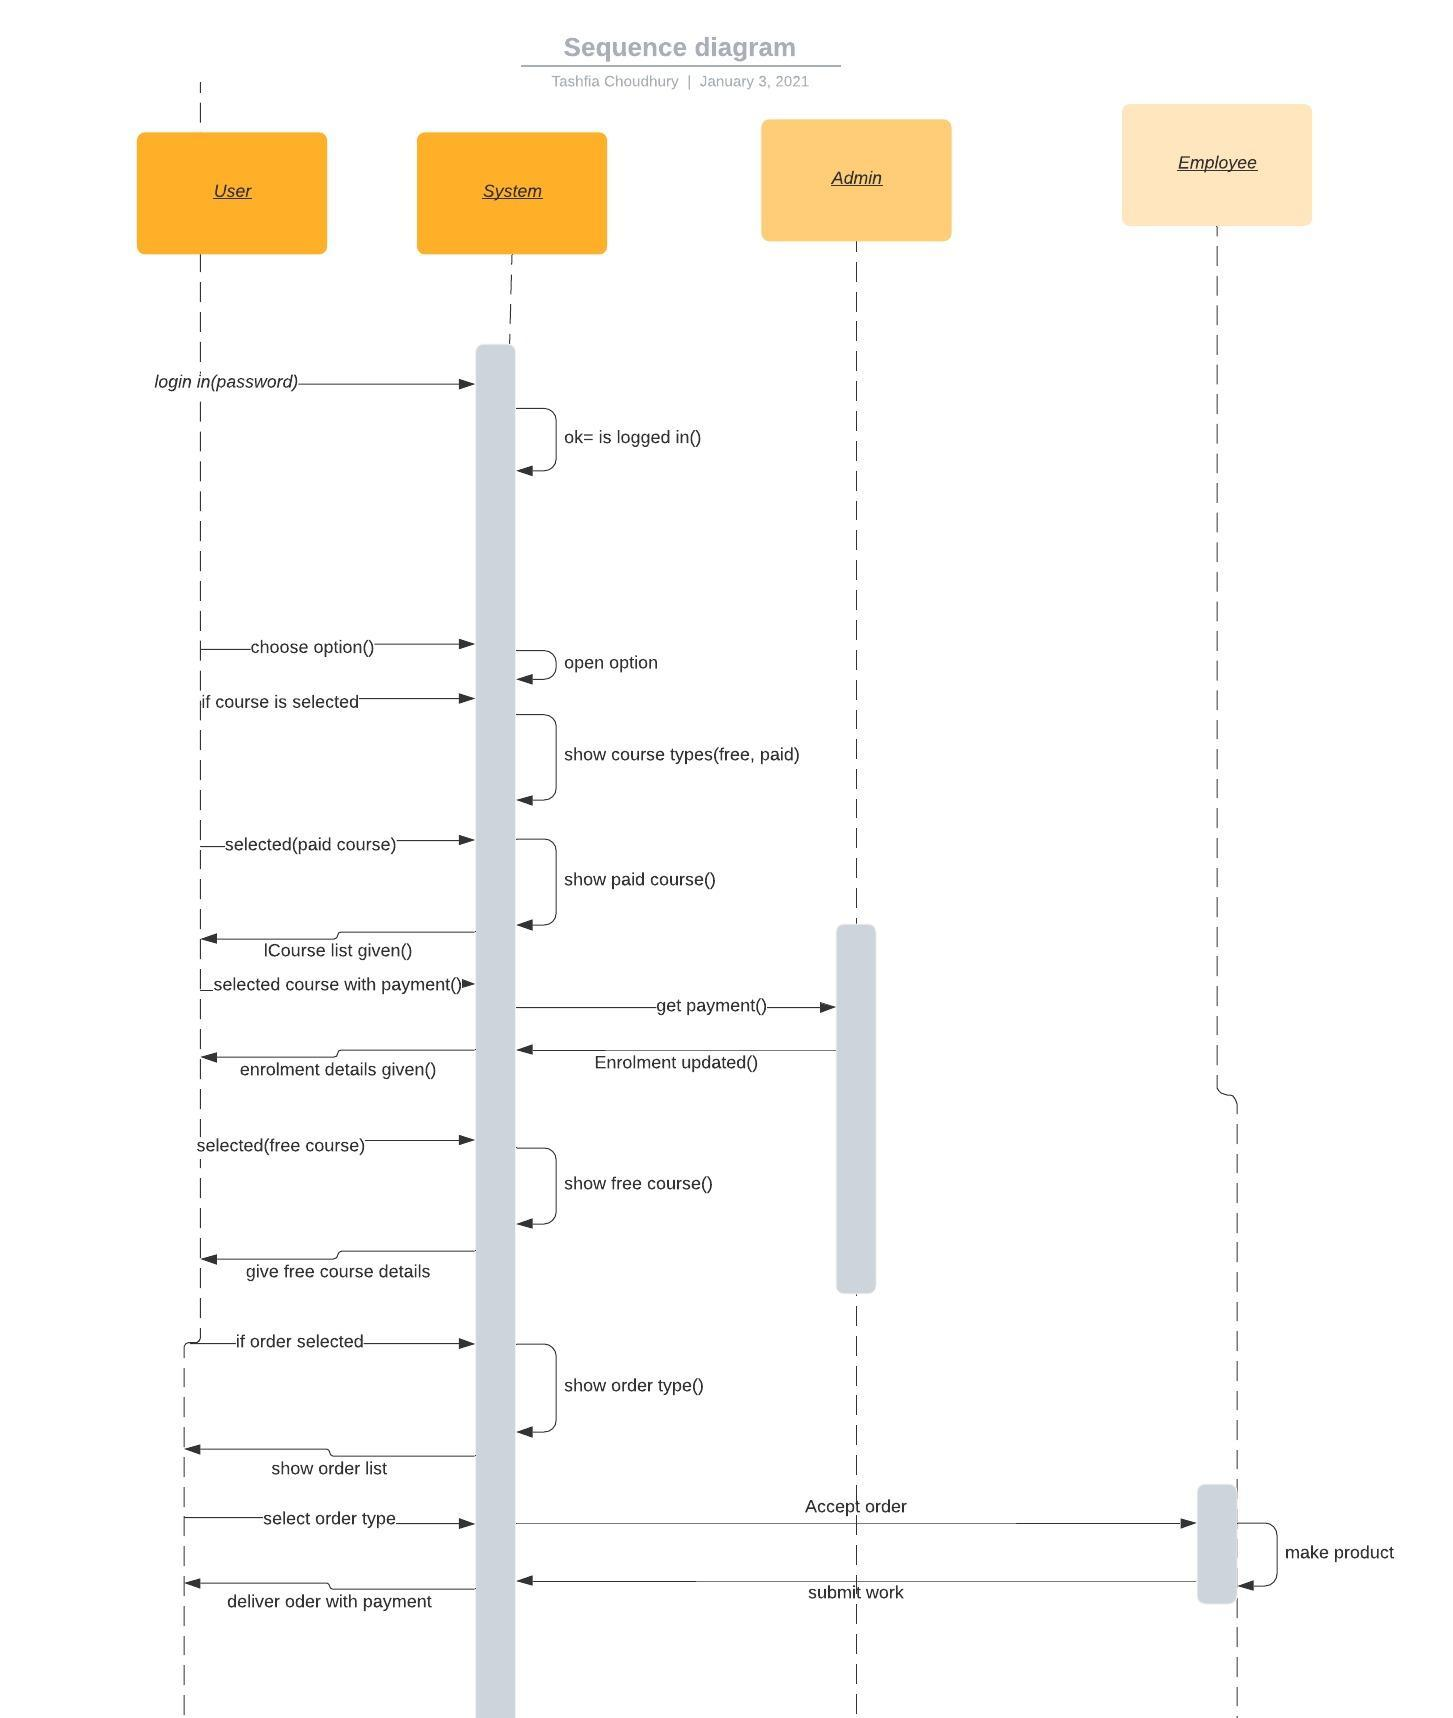 Sequence diagram
Tashfia Choudhury | January 3, 2021
User
System
Admin
Employee
login in(password)
ok= is logged in()
choose option()
open option
if course is selected
show course types(free, paid)
selected(paid course)
show paid course()
lCourse list given()
selected course with payment()
get payment()
Enrolment updated()
enrolment details given()
selected(free course)
show free course()
give free course details
if order selected
show order type()
show order list
Accept order
select order type
make product
submit work
deliver oder with payment